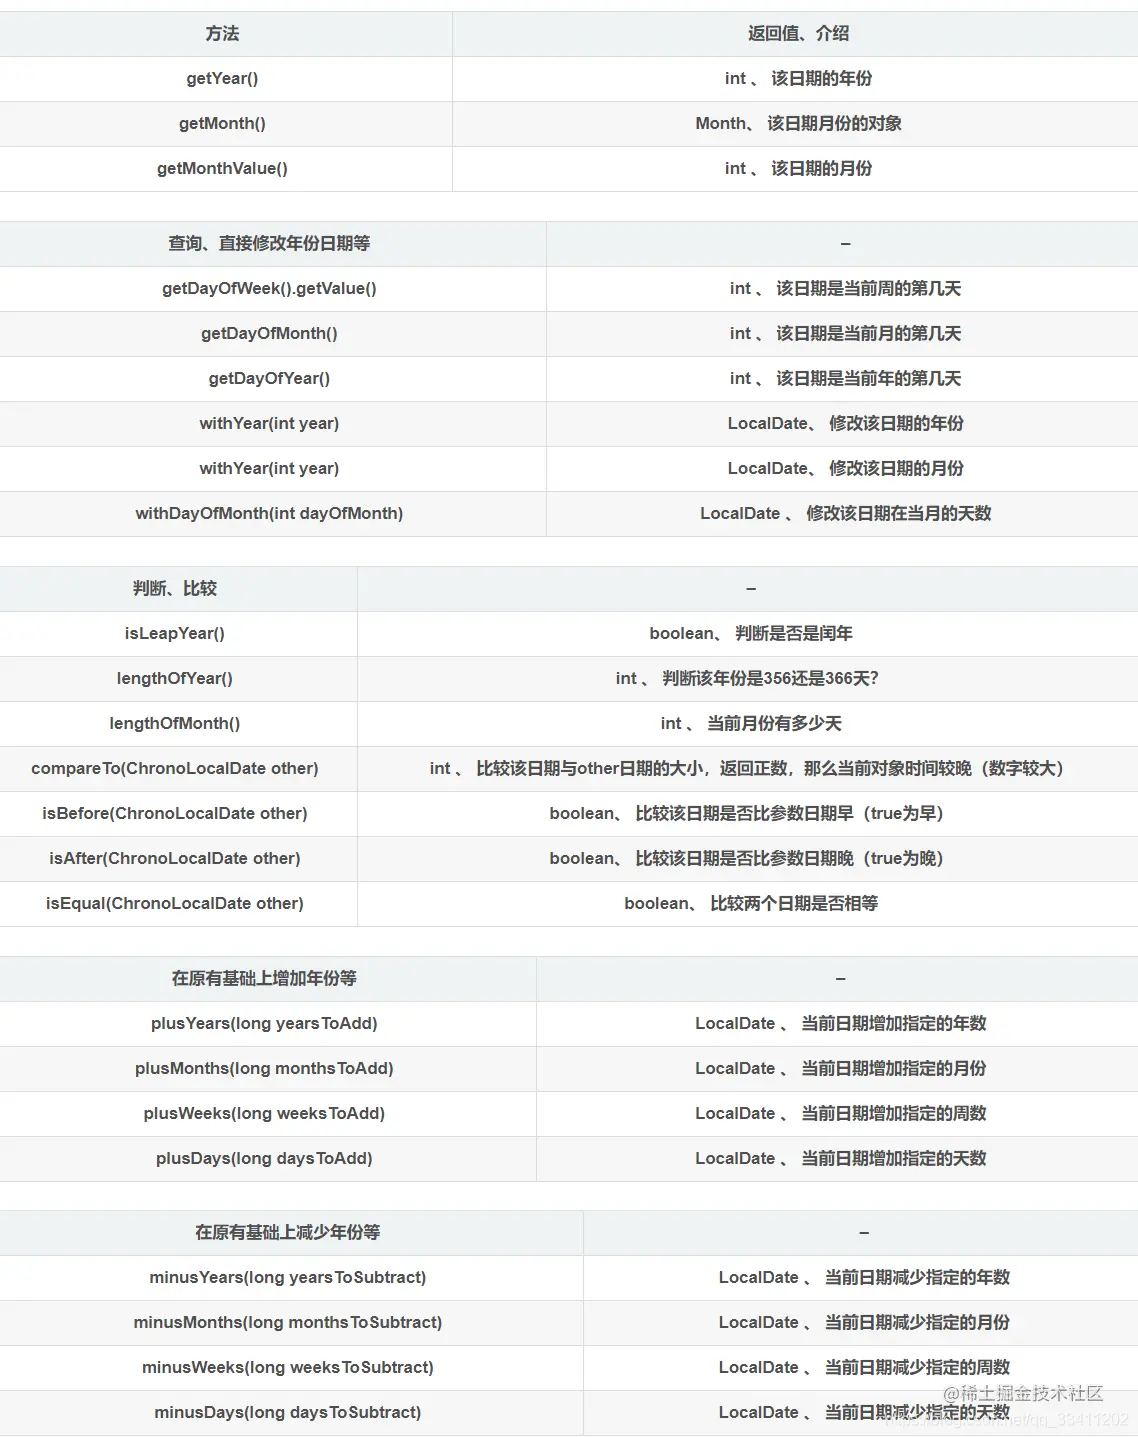 方法 返回值、介绍
getYear() int 、 该日期的年份
getMonth() Month、 该日期月份的对象
getMonthValue() int 、 该日期的月份
查询、直接修改年份日期等 –
getDayOfWeek().getValue() int 、 该日期是当前周的第几天
getDayOfMonth() int 、 该日期是当前月的第几天
getDayOfYear() int 、 该日期是当前年的第几天
withYear(int year) LocalDate、 修改该日期的年份
withYear(int year) LocalDate、 修改该日期的月份
withDayOfMonth(int dayOfMonth) LocalDate 、 修改该日期在当月的天数
判断、比较 –
isLeapYear() boolean、 判断是否是闰年
lengthOfYear() int 、 判断该年份是356还是366天?
lengthOfMonth() int 、 当前月份有多少天
compareTo(ChronoLocalDate other) int 、 比较该日期与other日期的大小，返回正数，那么当前对象时间较晚（数字较大）
isBefore(ChronoLocalDate other) boolean、 比较该日期是否比参数日期早（true为早）
isAfter(ChronoLocalDate other) boolean、 比较该日期是否比参数日期晚（true为晚）
isEqual(ChronoLocalDate other) boolean、 比较两个日期是否相等
在原有基础上增加年份等 –
plusYears(long yearsToAdd) LocalDate 、 当前日期增加指定的年数
plusMonths(long monthsToAdd) LocalDate 、 当前日期增加指定的月份
plusWeeks(long weeksToAdd) LocalDate 、 当前日期增加指定的周数
plusDays(long daysToAdd) LocalDate 、 当前日期增加指定的天数
在原有基础上减少年份等 –
minusYears(long yearsToSubtract) LocalDate 、 当前日期减少指定的年数
minusMonths(long monthsToSubtract) LocalDate 、 当前日期减少指定的月份
minusWeeks(long weeksToSubtract) LocalDate 、 当前日期减少指定的周数
@稀土掘金技术社区
minusDays(long daysToSubtract) LocalDate 、 当前日期减少指定的天数
https://blog.csdn.net/qq_33411202